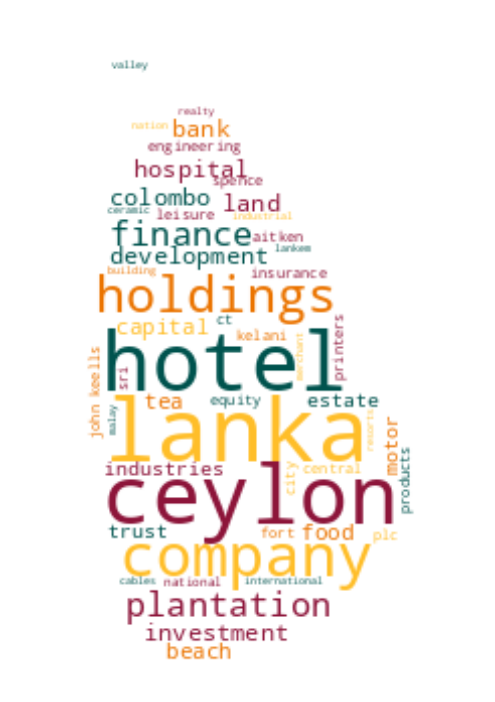 valley
realty
nation bank
engineering
hospital
spence
colombo land
ceramic leisure industrial
finance aitken
development lankem
building insurance
holdings
capital ct
kelani merchant printers
hotel
john keells sri
tea equity estate
malay lanka resorts motor
industries city central products
ceylon
trust fort food plc
company
cables national international
plantation
investment
beach